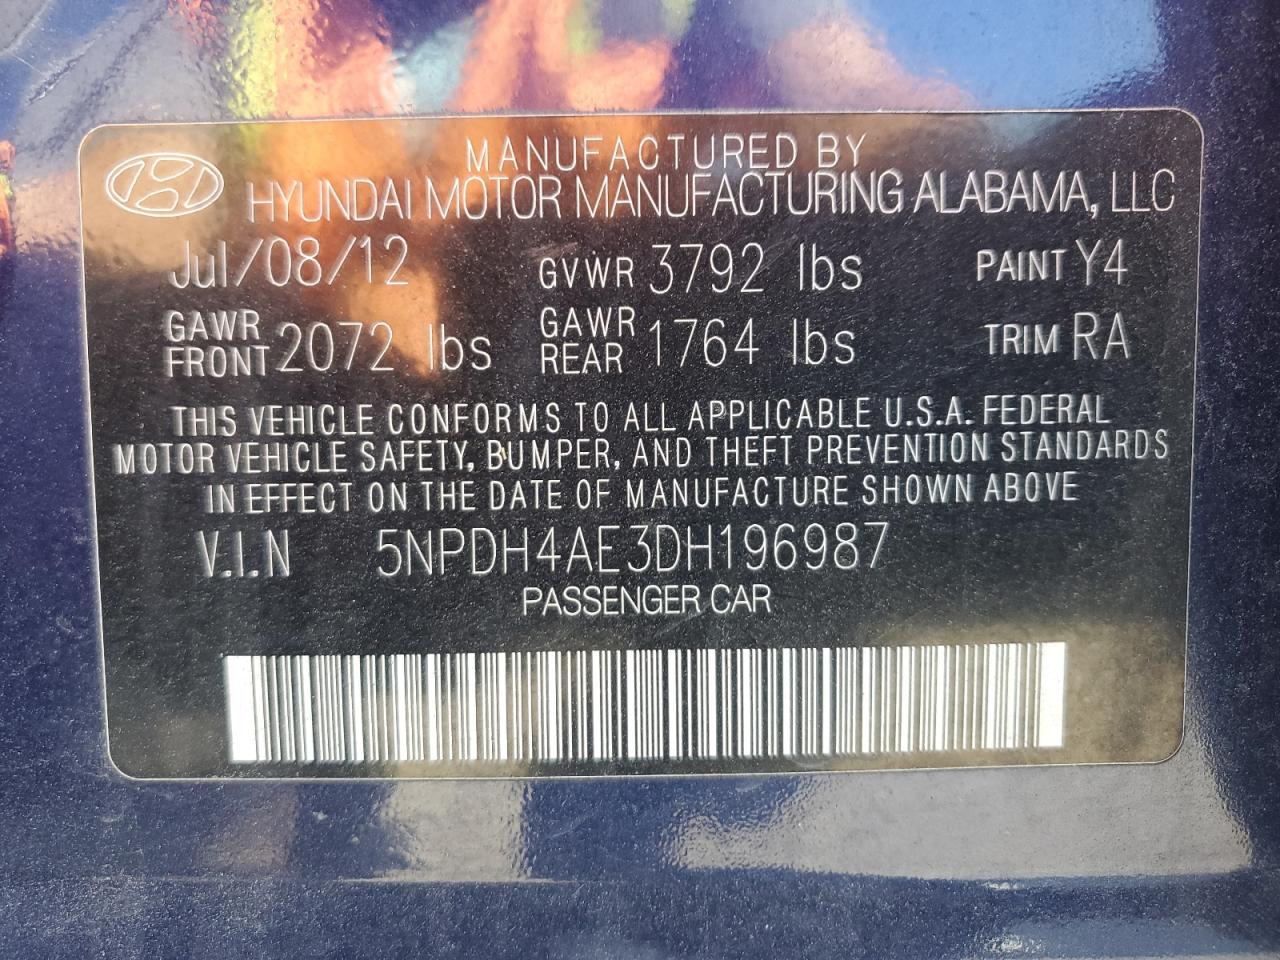 MANUFACTURED BY
HYUNDAI MOTOR MANUFACTURING ALABAMA, LLC
Jul/08/12 GVWR 3792 lbs PAINT Y4
GAWR FRONT 2072 lbs GAWR REAR 1764 lbs TRIM RA
THIS VEHICLE CONFORMS TO ALL APPLICABLE U.S.A. FEDERAL
MOTOR VEHICLE SAFETY, BUMPER, AND THEFT PREVENTION STANDARDS
IN EFFECT ON THE DATE OF MANUFACTURE SHOWN ABOVE
V.I.N 5NPDH4AE3DH196987
PASSENGER CAR